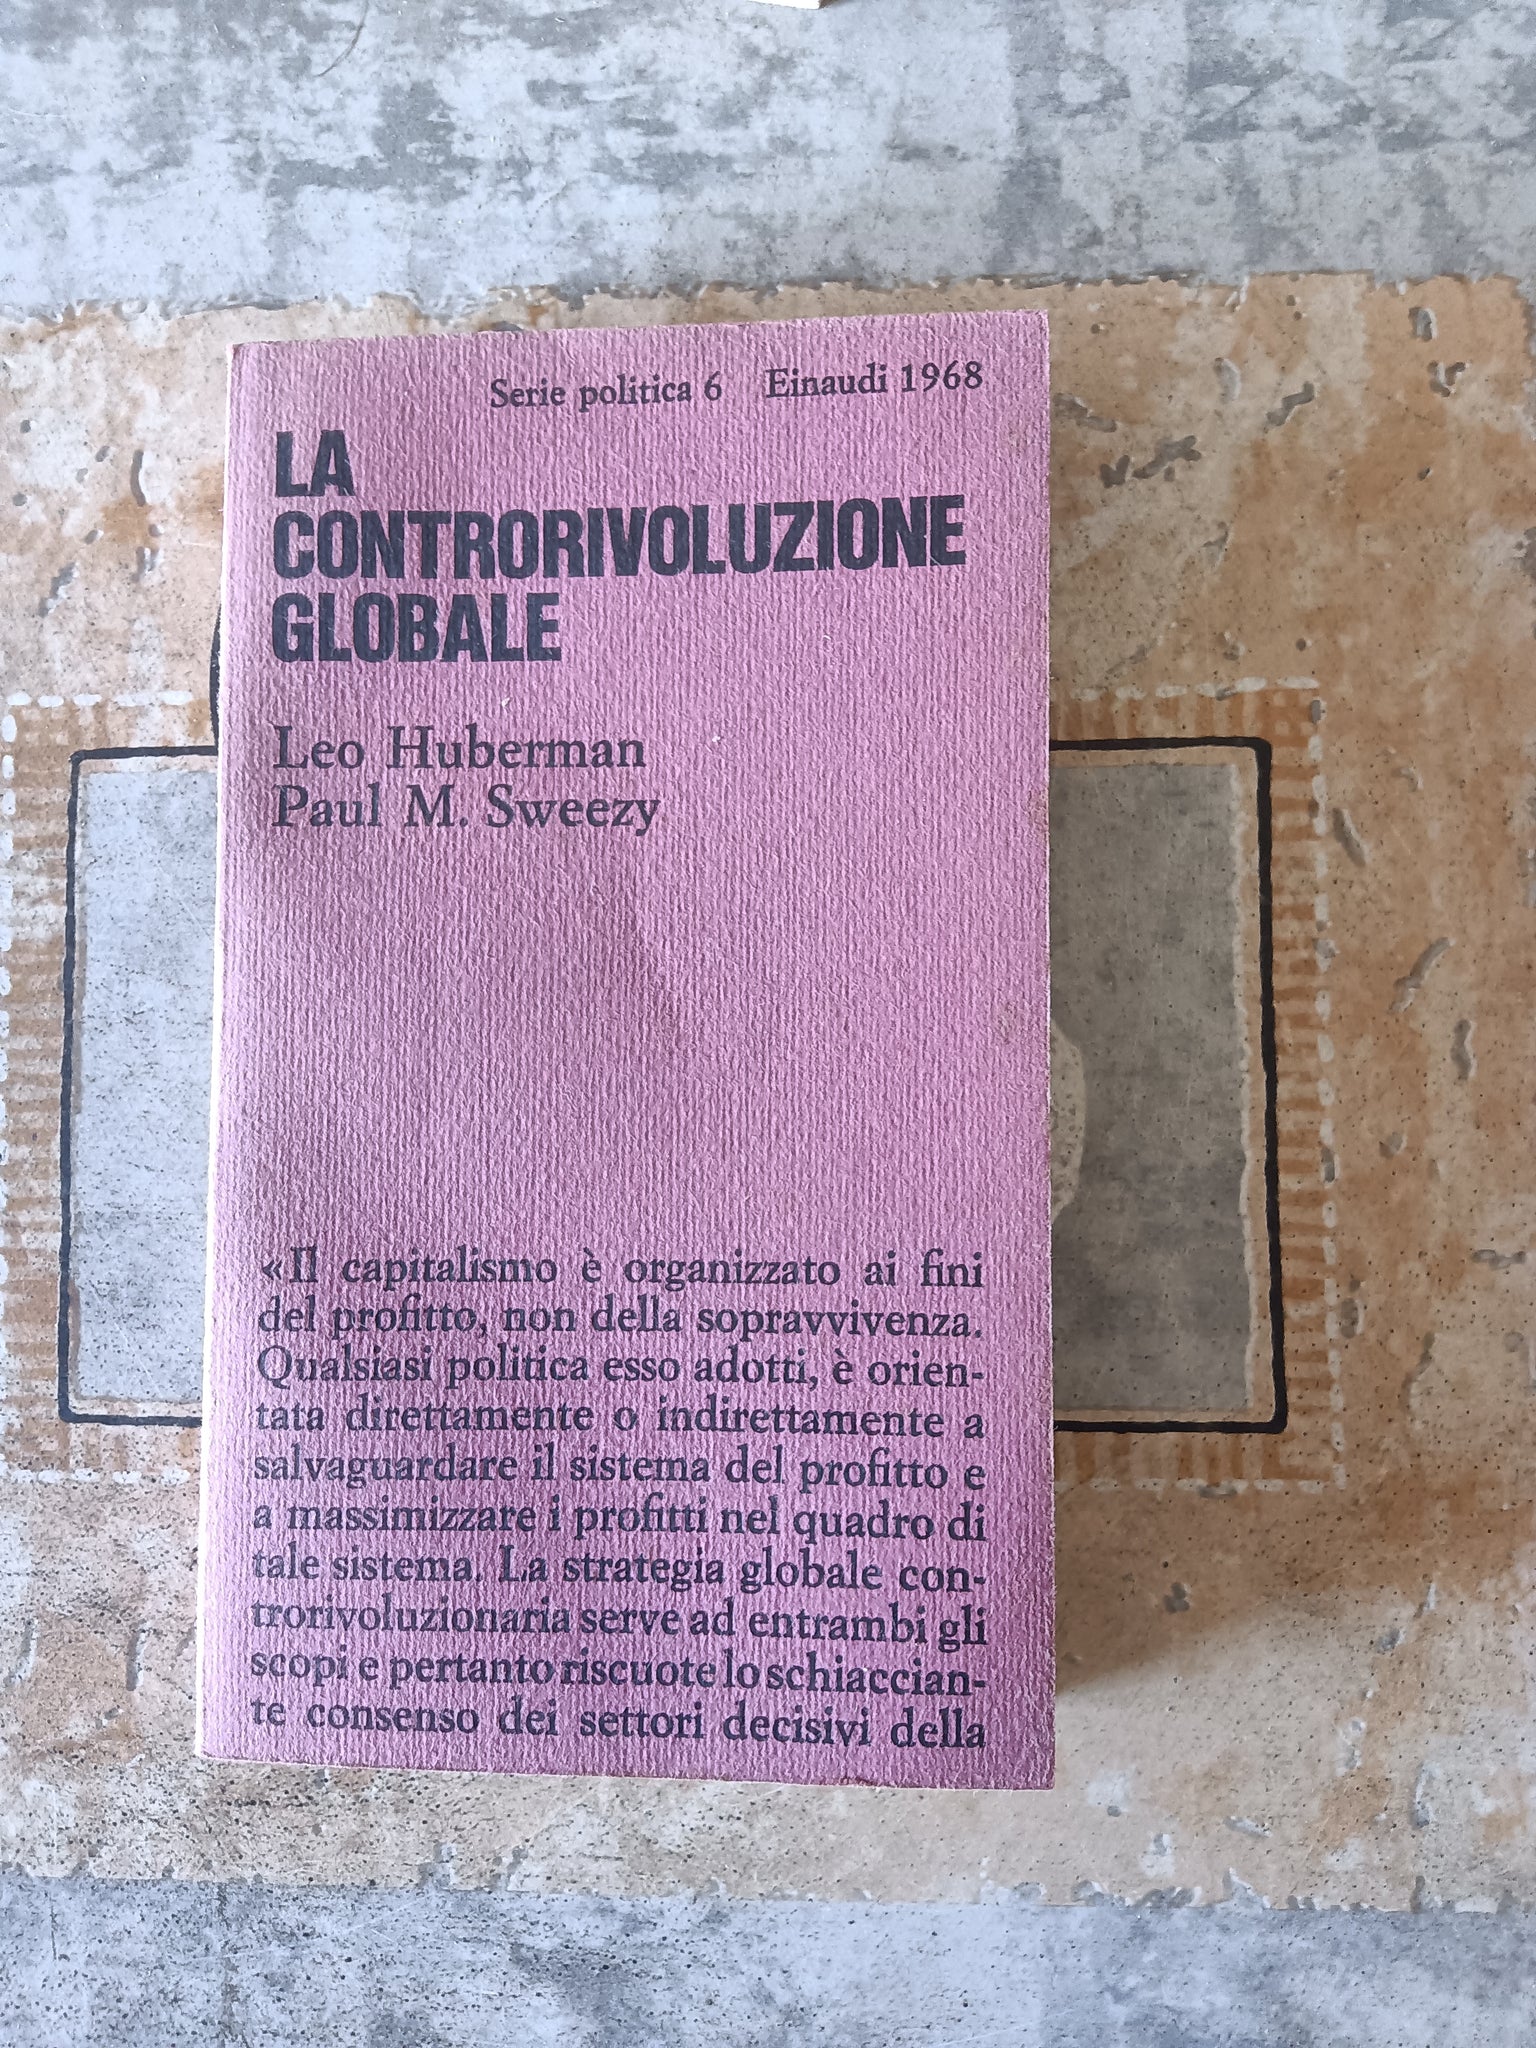 Serie politica 6 Einaudi 1968
LA
CONTRORIVOLUZIONE
GLOBALE
Leo Huberman
Paul M. Sweezy
«Il capitalismo è organizzato ai fini
del profitto, non della sopravvivenza.
Qualsiasi politica esso adotti, è orien-
tata direttamente o indirettamente a
salvaguardare il sistema del profitto e
a massimizzare i profitti nel quadro di
tale sistema. La strategia globale con-
trorivoluzionaria serve ad entrambi gli
scopi e pertanto riscuote lo schiaccian-
te consenso dei settori decisivi della